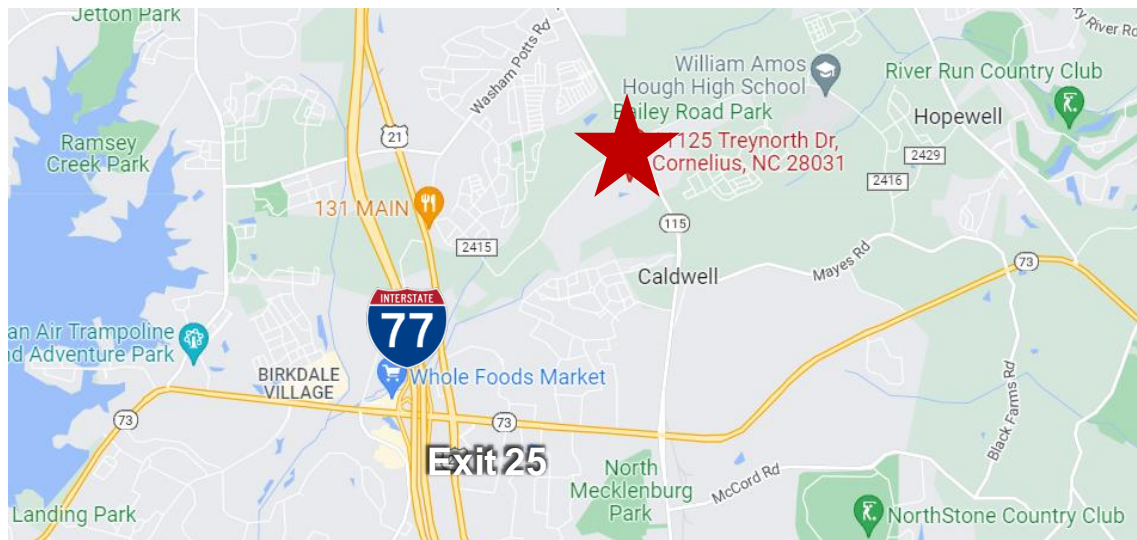 Jetton Park
Washam Potts Rd
William Amos
Hough High School
River Run Country Club
Bailey Road Park
Hopewell
21
Ramsey
Creek Park
1125 Treynorth Dr,
Cornelius, NC 28031
2429
2416
131 MAIN
115
2415
Caldwell
Mayes Rd
73
INTERSTATE
77
an Air Trampoline
nd Adventure Park
BIRKDALE
VILLAGE
Whole Foods Market
73
73
Black Farms Rd
Exit 25
North
Mecklenburg
Park
McCord Rd
Landing Park
NorthStone Country Club